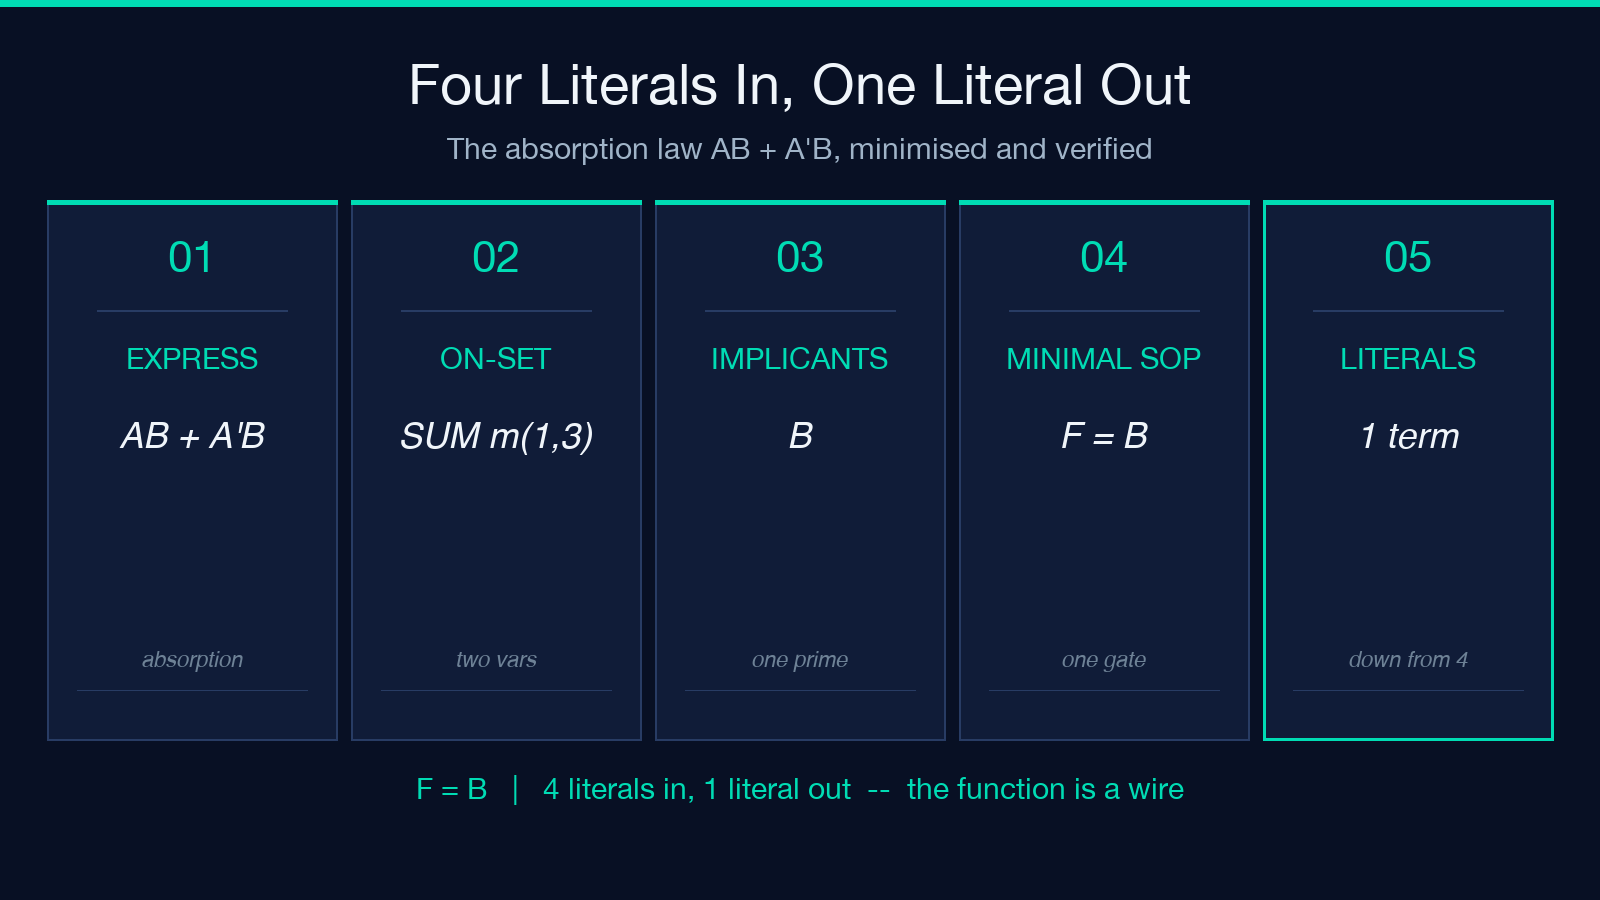 Four Literals In, One Literal Out
The absorption law AB + A'B, minimised and verified
01
EXPRESS
AB + A'B
absorption
02
ON-SET
SUM m(1,3)
two vars
03
IMPLICANTS
B
one prime
04
MINIMAL SOP
F = B
one gate
05
LITERALS
1 term
down from 4
F = B | 4 literals in, 1 literal out -- the function is a wire